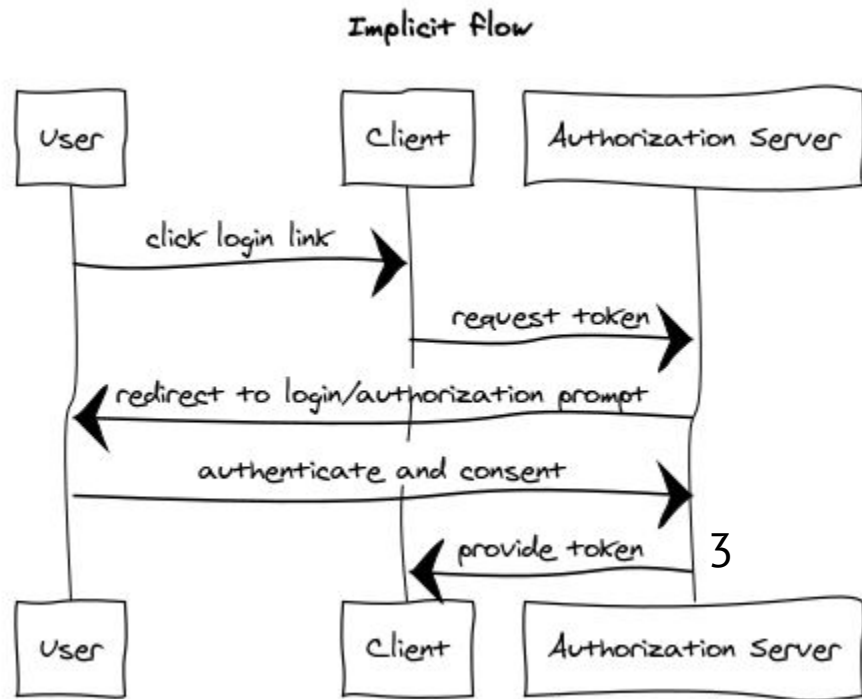 Implicit flow
User Client Authorization Server
click login link
request token
redirect to login/authorization prompt
authenticate and consent
provide token 3
User Client Authorization Server